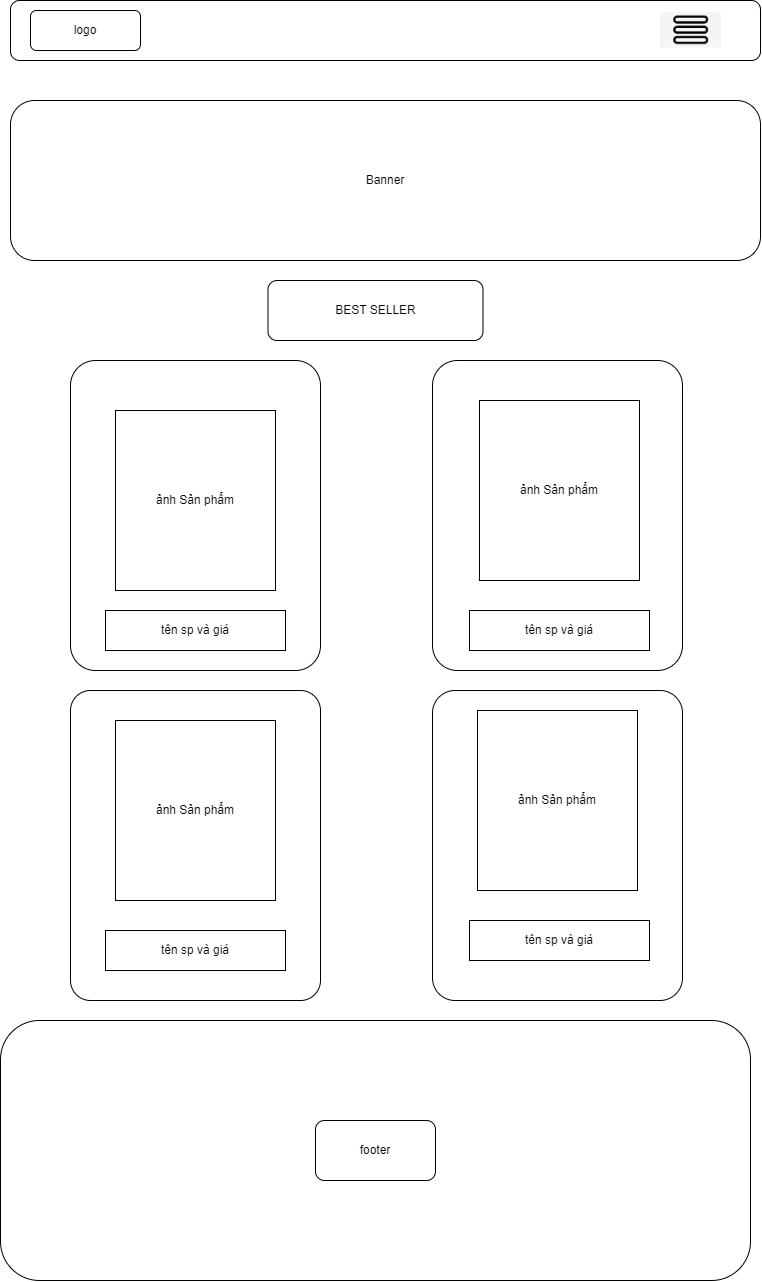 logo
Banner
BEST SELLER
ảnh Sản phẩm
ảnh Sản phẩm
tên sp và giá
tên sp và giá
ảnh Sản phẩm
ảnh Sản phẩm
tên sp và giá
tên sp và giá
footer